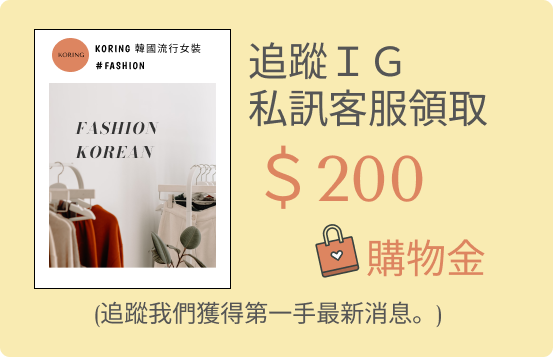 KORING
KORING 韓國流行女裝
#FASHION
FASHION
KOREAN
追蹤ＩＧ
私訊客服領取
＄200
購物金
(追蹤我們獲得第一手最新消息。)